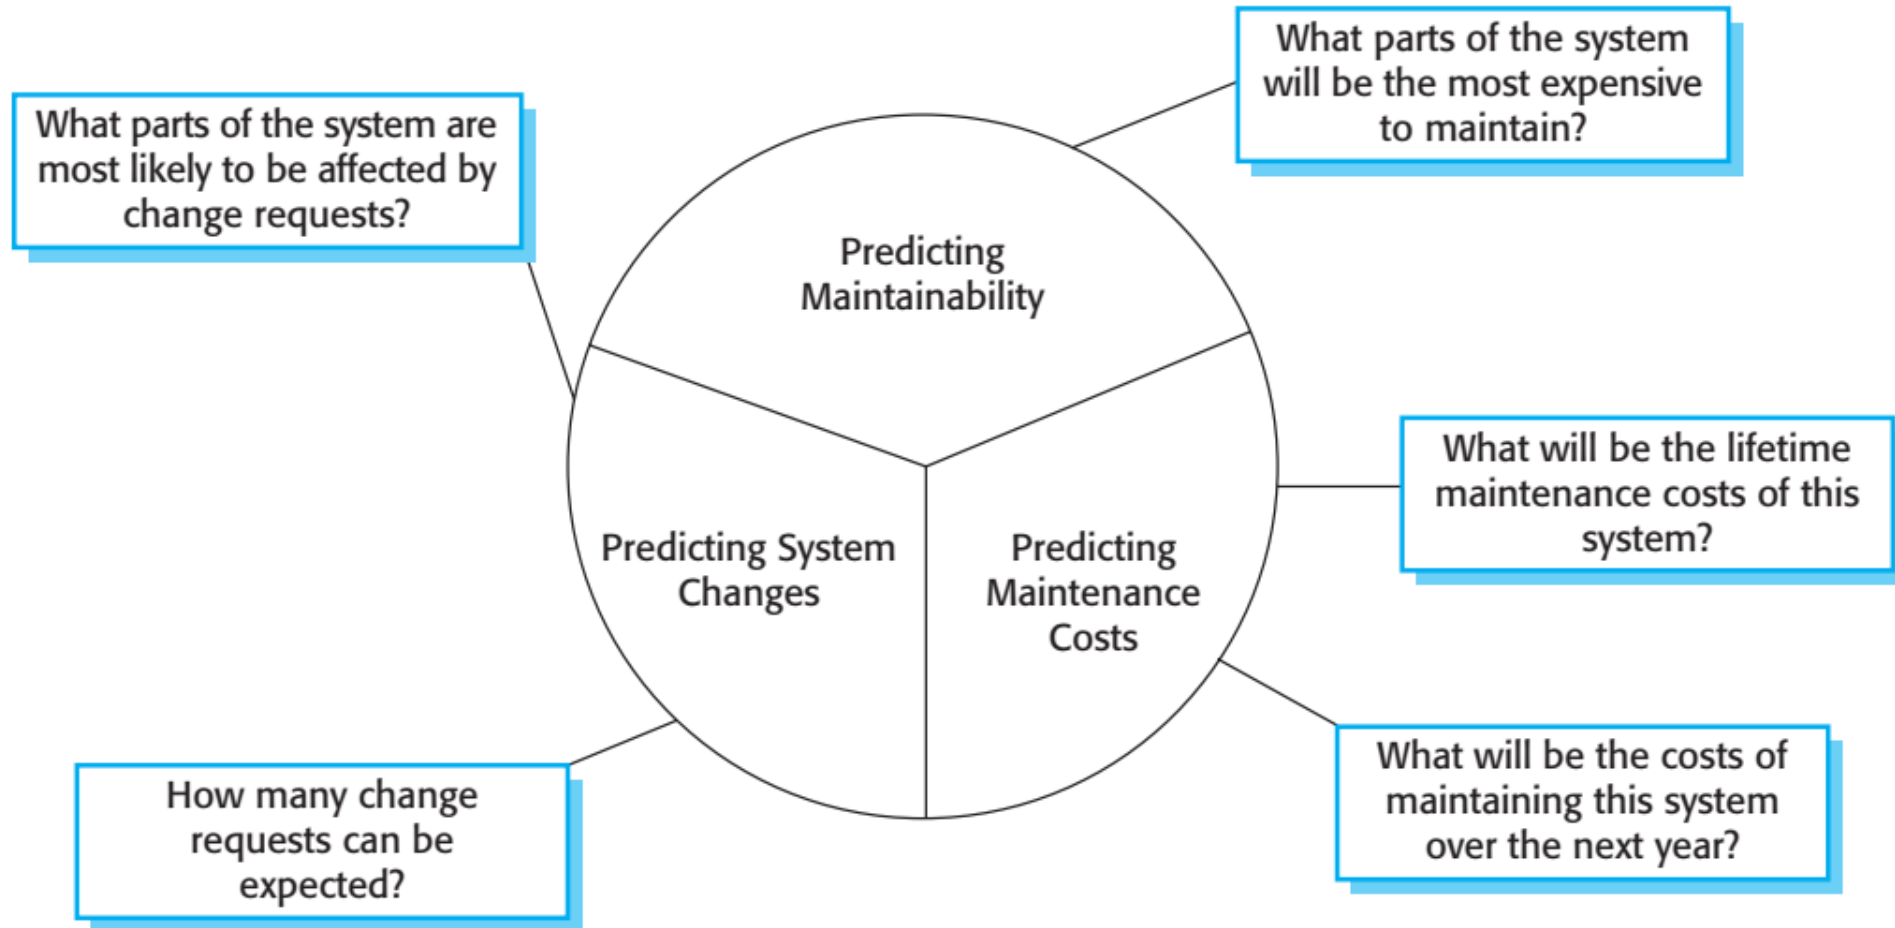 What parts of the system
will be the most expensive
to maintain?
What parts of the system are
most likely to be affected by
change requests?
Predicting
Maintainability
What will be the lifetime
maintenance costs of this
system?
Predicting System
Changes
Predicting
Maintenance
Costs
What will be the costs of
maintaining this system
over the next year?
How many change
requests can be
expected?